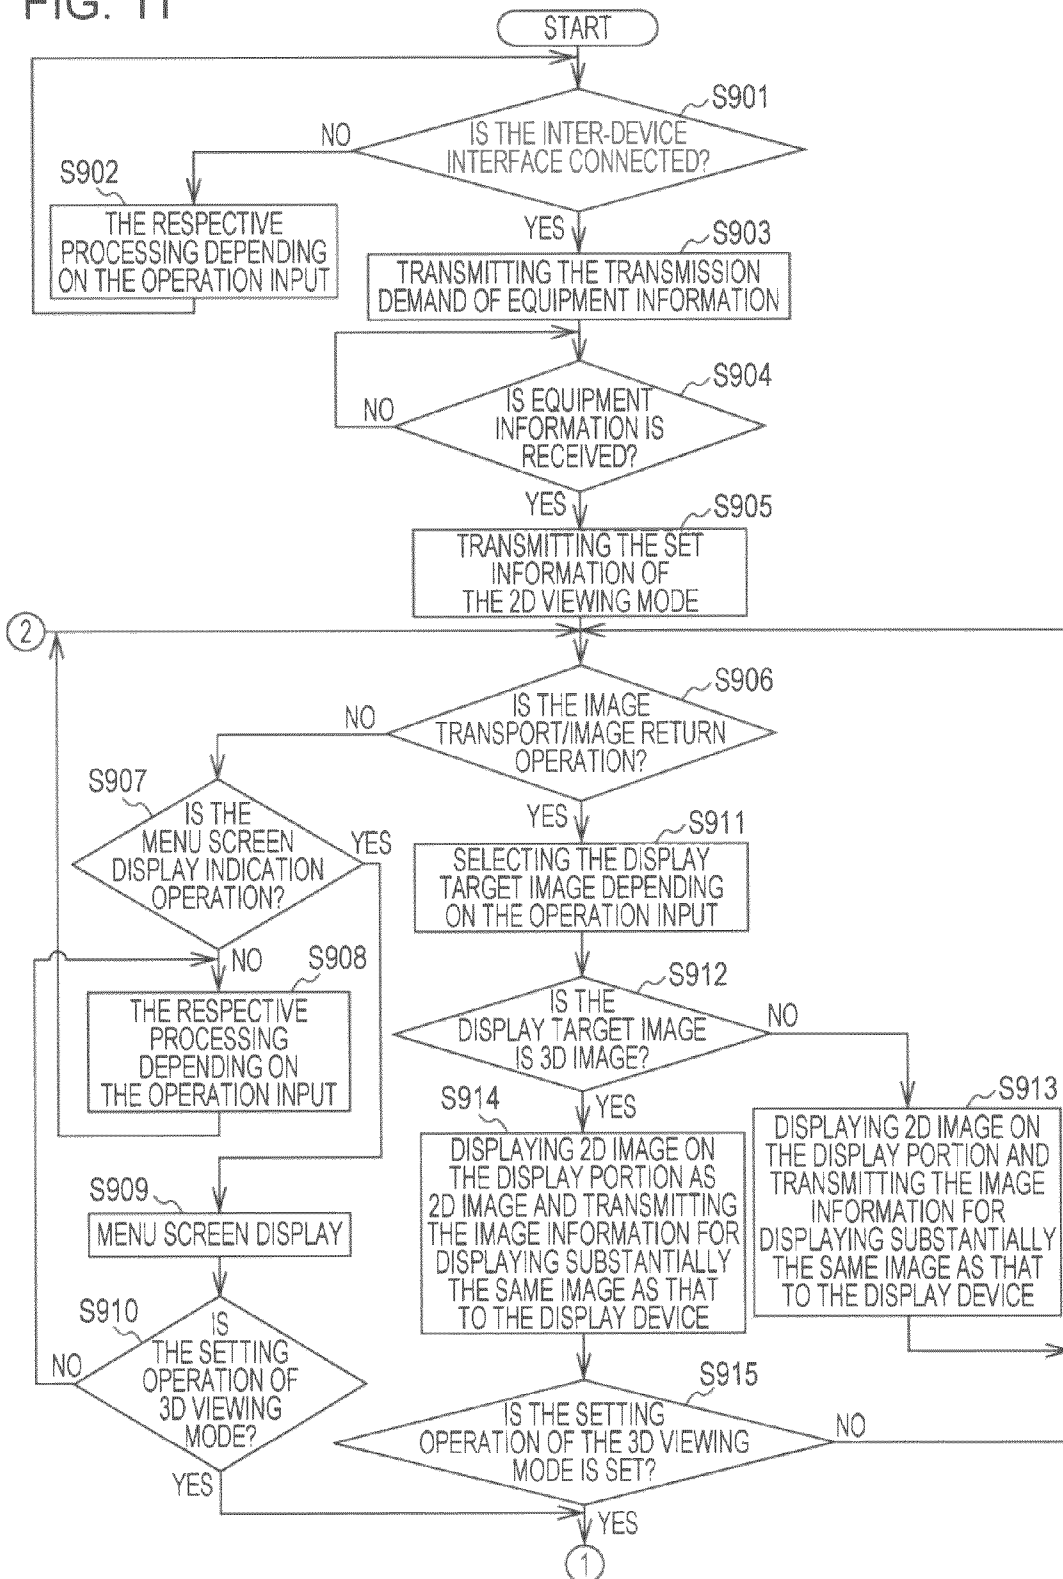 FIG. 11
START
S901
IS THE INTER-DEVICE
INTERFACE CONNECTED?
NO
S902
THE RESPECTIVE
PROCESSING DEPENDING
ON THE OPERATION INPUT
YES
S903
TRANSMITTING THE TRANSMISSION
DEMAND OF EQUIPMENT INFORMATION
S904
IS EQUIPMENT
INFORMATION IS
RECEIVED?
NO
YES
S905
TRANSMITTING THE SET
INFORMATION OF
THE 2D VIEWING MODE
2
S906
IS THE IMAGE
TRANSPORT/IMAGE RETURN
OPERATION?
NO
S907
IS THE
MENU SCREEN
DISPLAY INDICATION
OPERATION?
YES
NO
S908
THE RESPECTIVE
PROCESSING
DEPENDING ON
THE OPERATION INPUT
S909
MENU SCREEN DISPLAY
S910
IS
THE SETTING
OPERATION OF
3D VIEWING
MODE?
NO
YES
YES
S911
SELECTING THE DISPLAY
TARGET IMAGE DEPENDING
ON THE OPERATION INPUT
S912
IS THE
DISPLAY TARGET IMAGE
IS 3D IMAGE?
NO
S913
DISPLAYING 2D IMAGE ON
THE DISPLAY PORTION AND
TRANSMITTING THE IMAGE
INFORMATION FOR
DISPLAYING SUBSTANTIALLY
THE SAME IMAGE AS THAT
TO THE DISPLAY DEVICE
YES
S914
DISPLAYING 2D IMAGE ON
THE DISPLAY PORTION AS
2D IMAGE AND TRANSMITTING
THE IMAGE INFORMATION FOR
DISPLAYING SUBSTANTIALLY
THE SAME IMAGE AS THAT
TO THE DISPLAY DEVICE
S915
IS THE SETTING
OPERATION OF THE 3D VIEWING
MODE IS SET?
NO
YES
1